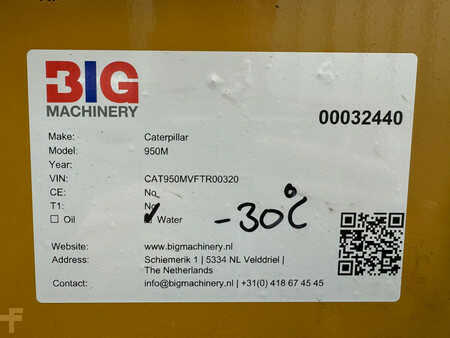 BIG
MACHINERY
00032440
Make: Caterpillar
Model: 950M
Year:
VIN: CAT950MVFTR00320
CE: No
T1: No
Oil Water -30°C
Website: www.bigmachinery.nl
Address: Schiemerik 1 | 5334 NL Velddriel |
The Netherlands
Contact: info@bigmachinery.nl | +31(0) 418 67 45 45